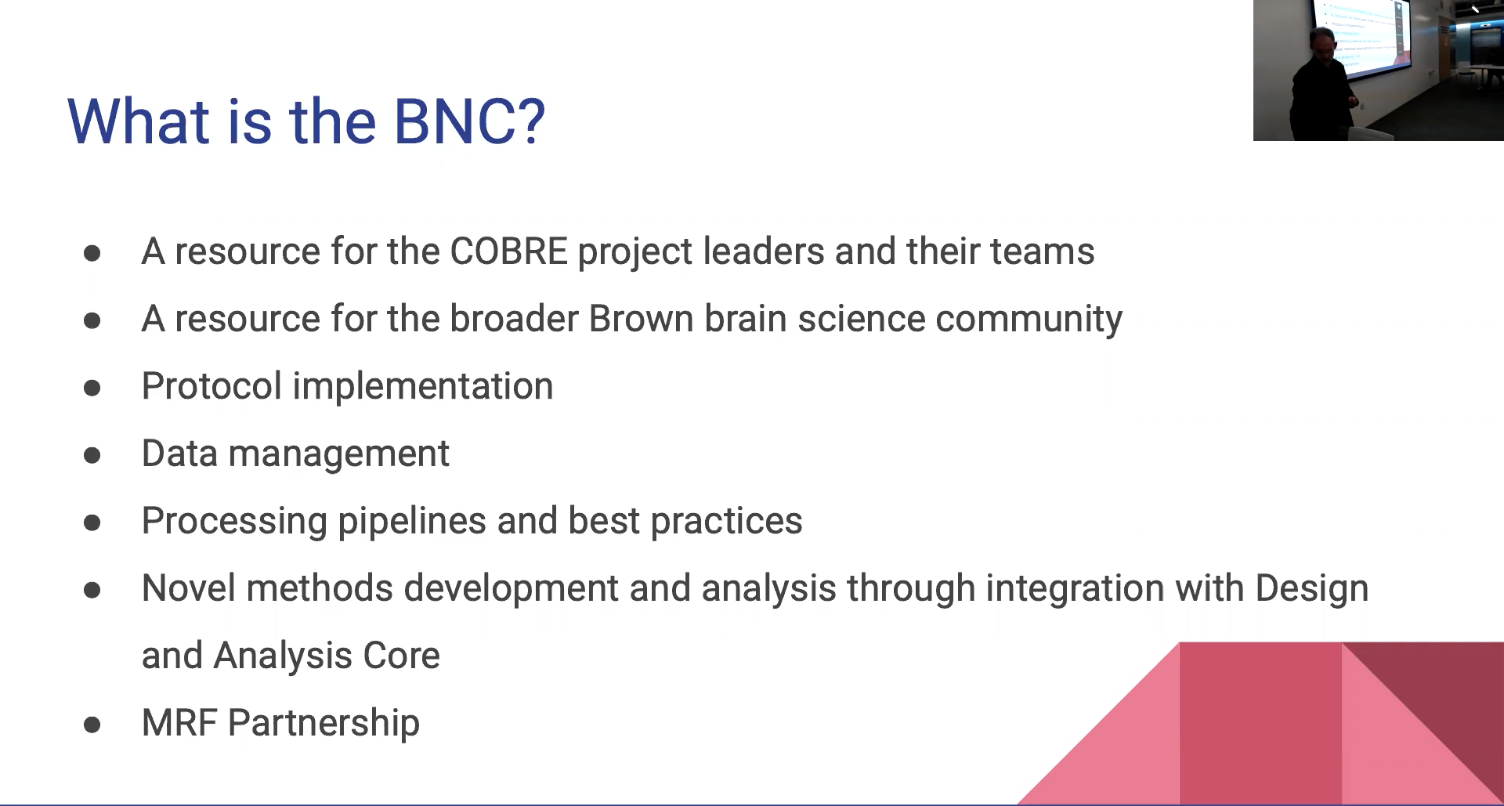 What is the BNC?
● A resource for the COBRE project leaders and their teams
● A resource for the broader Brown brain science community
● Protocol implementation
● Data management
● Processing pipelines and best practices
● Novel methods development and analysis through integration with Design
and Analysis Core
● MRF Partnership